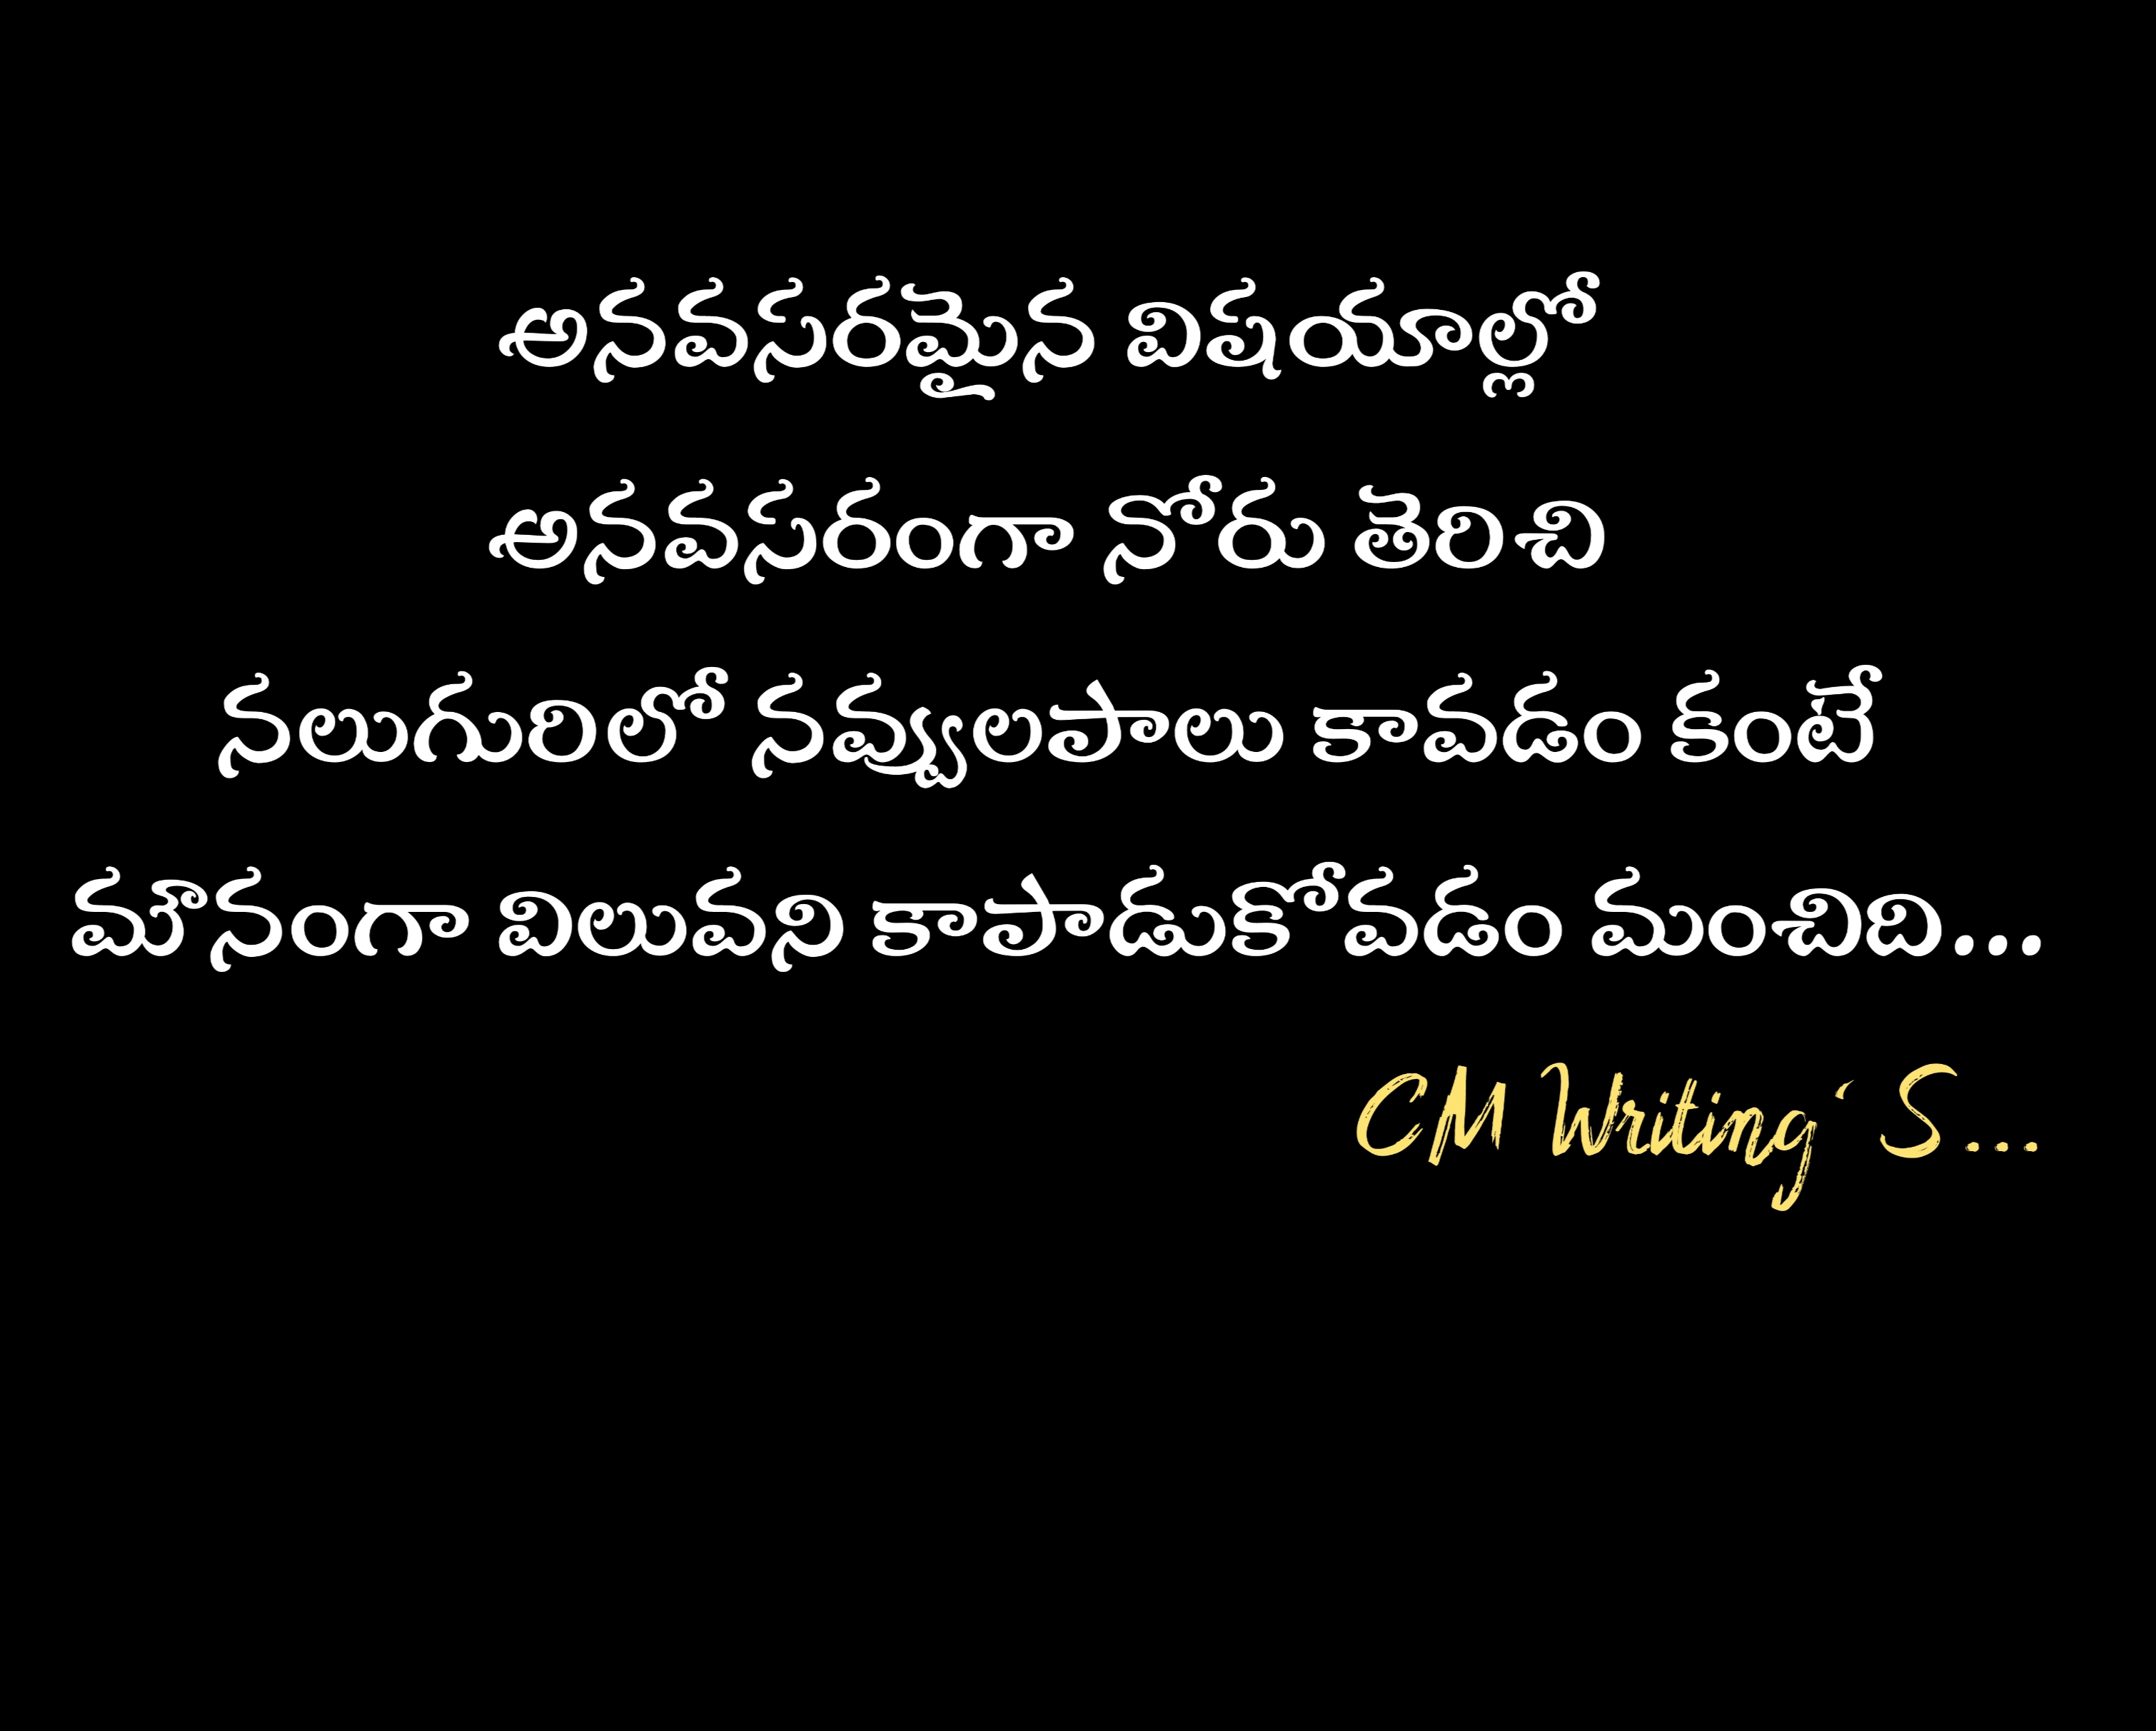 అనవసరమైన విషయాల్లో
అనవసరంగా నోరు తెరిచి
నలుగురిలో నవ్వులపాలు కావడం కంటే
మౌనంగా విలువని కాపాడుకోవడం మంచిది...
CM Writing' S...